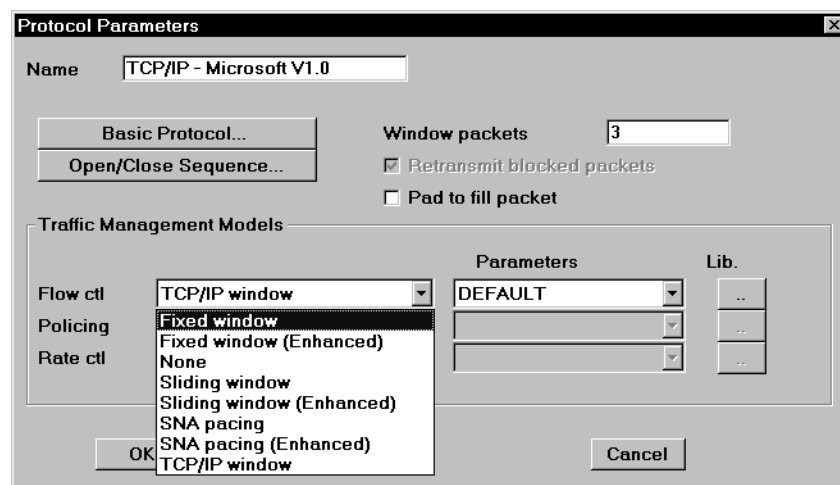 Protocol Parameters
Name TCP/IP - Microsoft V1.0
Basic Protocol... Window packets 3
Open/Close Sequence... Retransmit blocked packets
Pad to fill packet
Traffic Management Models
Parameters Lib.
Flow ctl TCP/IP window DEFAULT ..
Policing Fixed window ..
Fixed window (Enhanced)
Rate ctl None ..
Sliding window
Sliding window (Enhanced)
SNA pacing
SNA pacing (Enhanced)
OK TCP/IP window Cancel